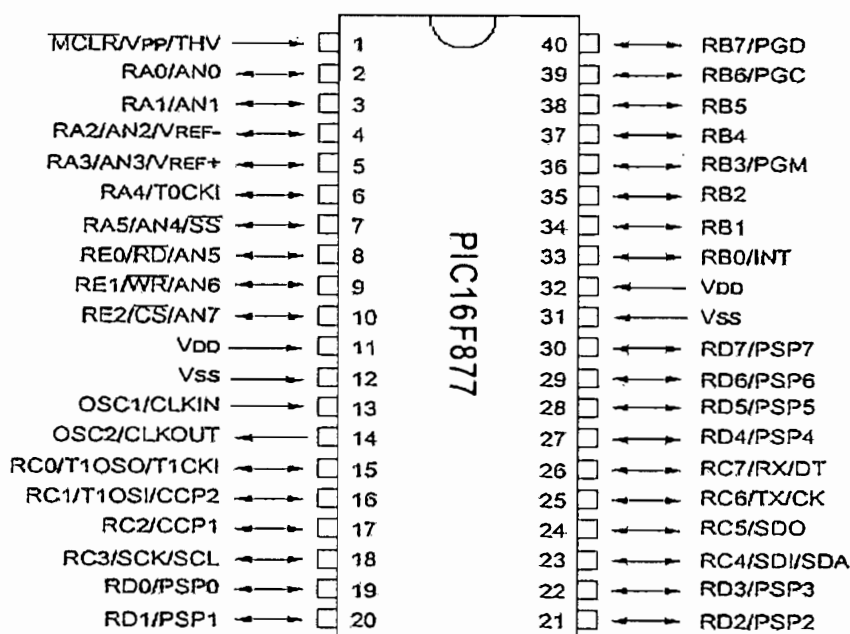 MCLR/VPP/THV 1 40 RB7/PGD
RA0/AN0 2 39 RB6/PGC
RA1/AN1 3 38 RB5
RA2/AN2/VREF- 4 37 RB4
RA3/AN3/VREF+ 5 36 RB3/PGM
RA4/T0CKI 6 35 RB2
RA5/AN4/SS 7 34 RB1
RE0/RD/AN5 8 33 RB0/INT
RE1/WR/AN6 9 32 VDD
RE2/CS/AN7 10 31 VSS
VDD 11 30 RD7/PSP7
VSS 12 29 RD6/PSP6
OSC1/CLKIN 13 28 RD5/PSP5
OSC2/CLKOUT 14 27 RD4/PSP4
RC0/T1OSO/T1CKI 15 26 RC7/RX/DT
RC1/T1OSI/CCP2 16 25 RC6/TX/CK
RC2/CCP1 17 24 RC5/SDO
RC3/SCK/SCL 18 23 RC4/SDI/SDA
RD0/PSP0 19 22 RD3/PSP3
RD1/PSP1 20 21 RD2/PSP2
PIC16F877